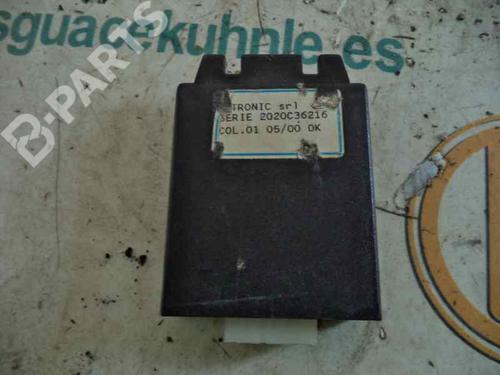 sguacekuhnle.es
B-PARTS
TRONIC srl
SERIE 2020C36216
COL.01 05/00 OK